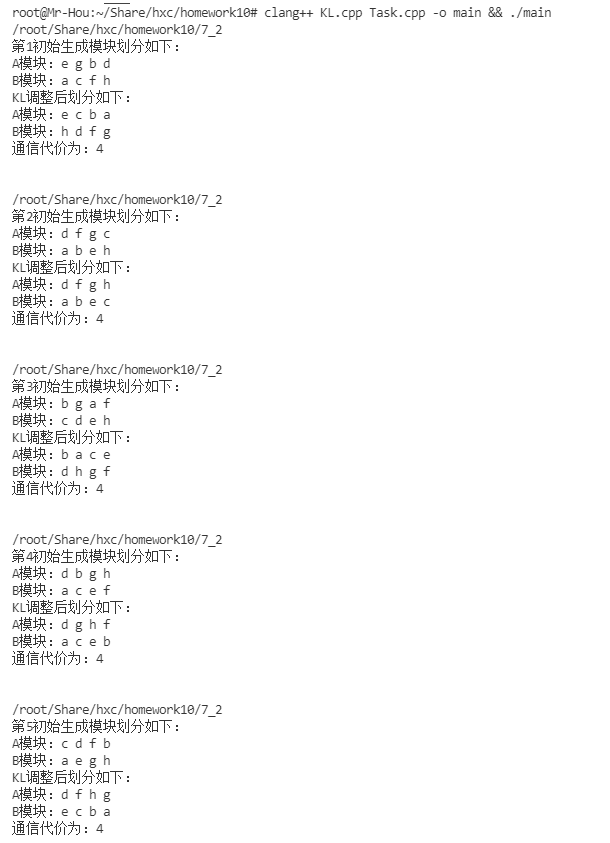 root@Mr-Hou:~/Share/hxc/homework10# clang++ KL.cpp Task.cpp -o main && ./main
/root/Share/hxc/homework10/7_2
第1初始生成模块划分如下：
A模块：e g b d
B模块：a c f h
KL调整后划分如下：
A模块：e c b a
B模块：h d f g
通信代价为：4
/root/Share/hxc/homework10/7_2
第2初始生成模块划分如下：
A模块：d f g c
B模块：a b e h
KL调整后划分如下：
A模块：d f g h
B模块：a b e c
通信代价为：4
/root/Share/hxc/homework10/7_2
第3初始生成模块划分如下：
A模块：b g a f
B模块：c d e h
KL调整后划分如下：
A模块：b a c e
B模块：d h g f
通信代价为：4
/root/Share/hxc/homework10/7_2
第4初始生成模块划分如下：
A模块：d b g h
B模块：a c e f
KL调整后划分如下：
A模块：d g h f
B模块：a c e b
通信代价为：4
/root/Share/hxc/homework10/7_2
第5初始生成模块划分如下：
A模块：c d f b
B模块：a e g h
KL调整后划分如下：
A模块：d f h g
B模块：e c b a
通信代价为：4